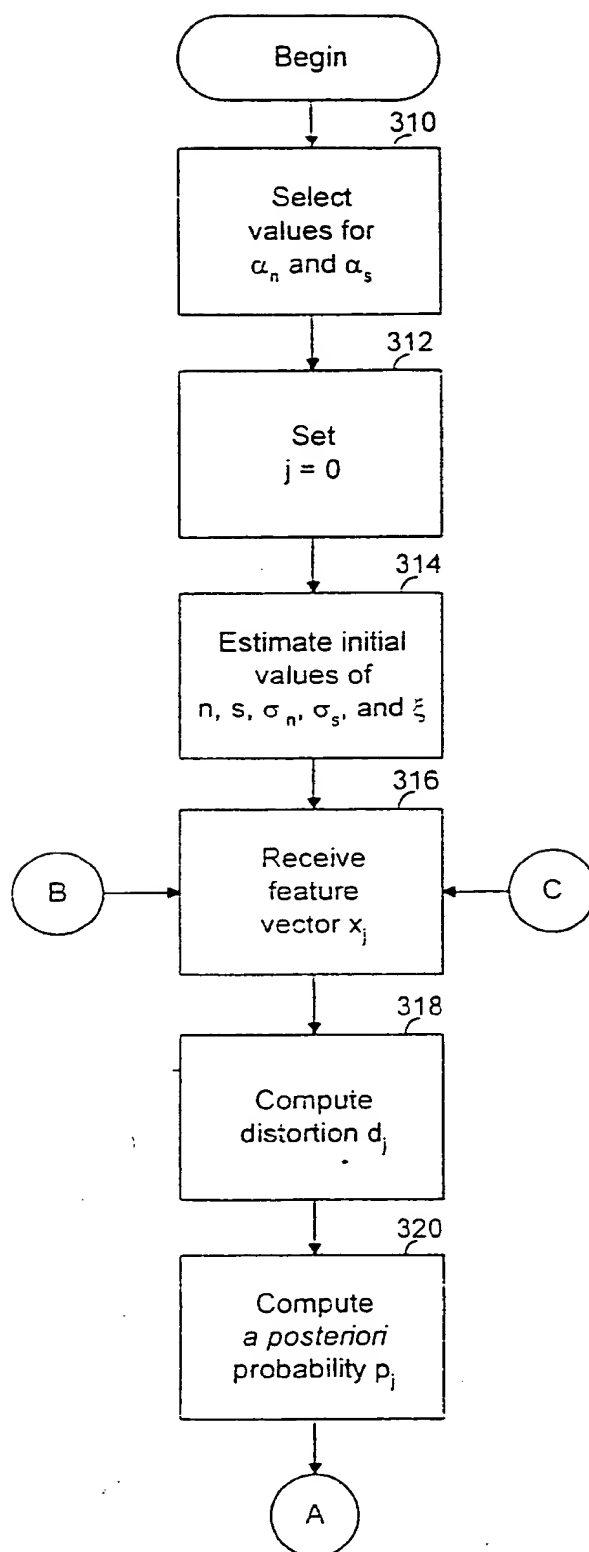 Begin
310
Select
values for
αₙ and αₛ
312
Set
j = 0
314
Estimate initial
values of
n, s, σₙ, σₛ, and ξ
316
B
Receive
feature
vector xⱼ
C
318
Compute
distortion dⱼ
320
Compute
a posteriori
probability pⱼ
A